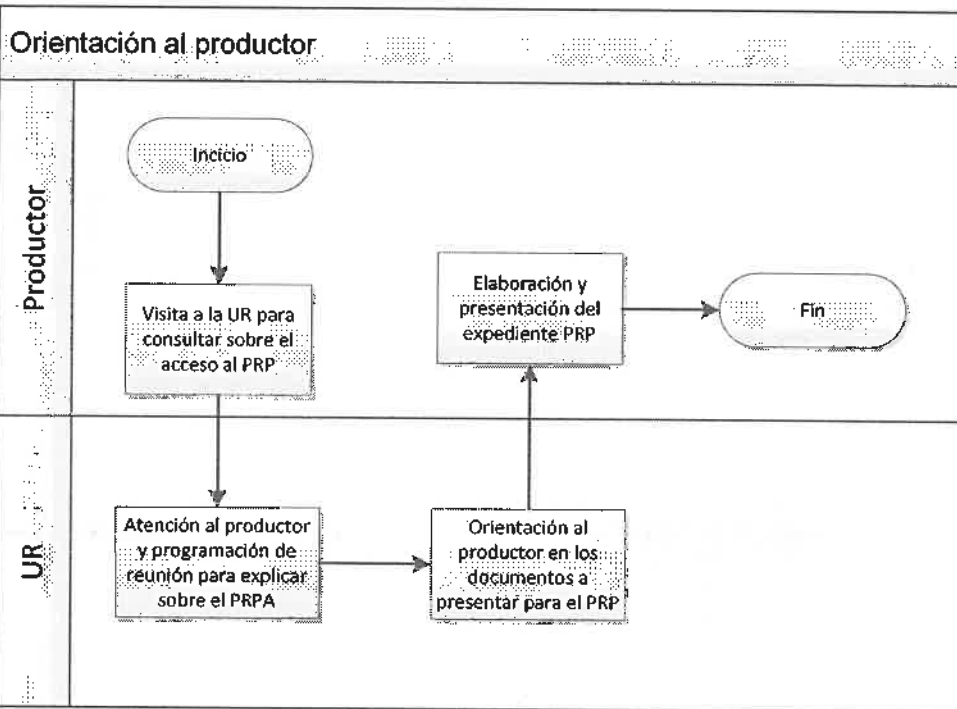 Orientación al productor
Productor
Incicio
Visita a la UR para
consultar sobre el
acceso al PRP
Elaboración y
presentación del
expediente PRP
Fin
UR
Atención al productor
y programación de
reunión para explicar
sobre el PRPA
Orientación al
productor en los
documentos a
presentar para el PRP